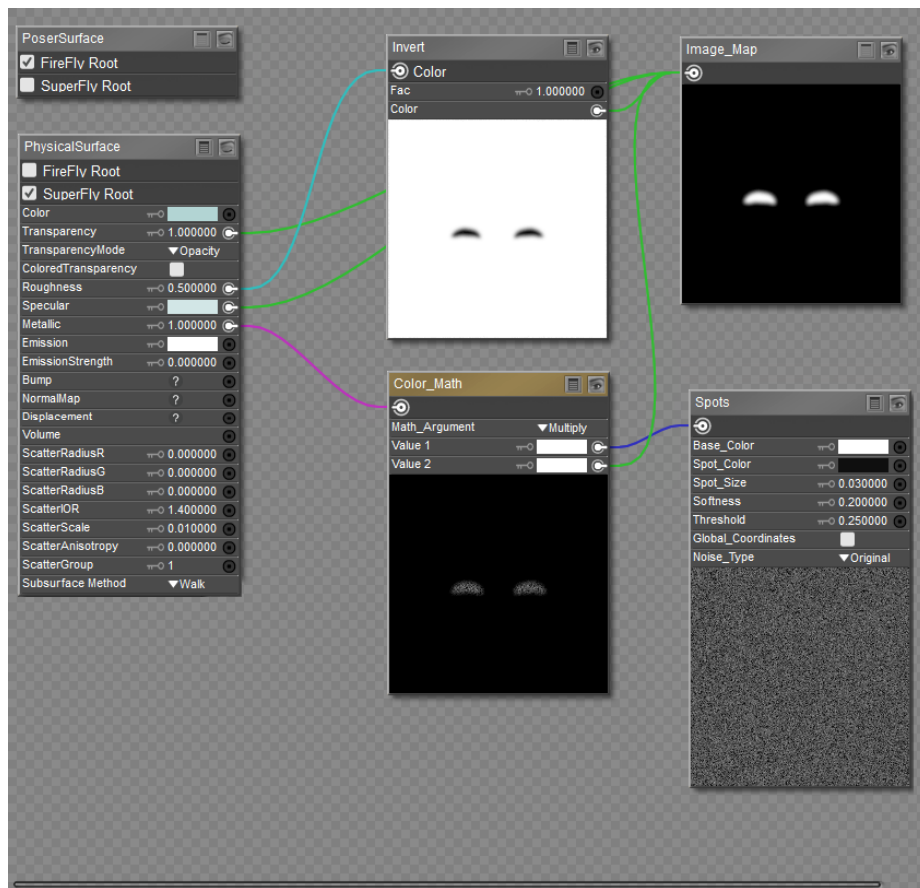 PoserSurface
FireFly Root
SuperFly Root
PhysicalSurface
FireFly Root
SuperFly Root
Color
Transparency 1.000000
TransparencyMode Opacity
ColoredTransparency
Roughness 0.500000
Specular
Metallic 1.000000
Emission
EmissionStrength 0.000000
Bump ?
NormalMap ?
Displacement ?
Volume
ScatterRadiusR 0.000000
ScatterRadiusG 0.000000
ScatterRadiusB 0.000000
ScatterIOR 1.400000
ScatterScale 0.010000
ScatterAnisotropy 0.000000
ScatterGroup 1
Subsurface Method Walk
Invert
Color
Fac 1.000000
Color
Color_Math
Math_Argument Multiply
Value 1
Value 2
Image_Map
Spots
Base_Color
Spot_Color
Spot_Size 0.030000
Softness 0.200000
Threshold 0.250000
Global_Coordinates
Noise_Type Original